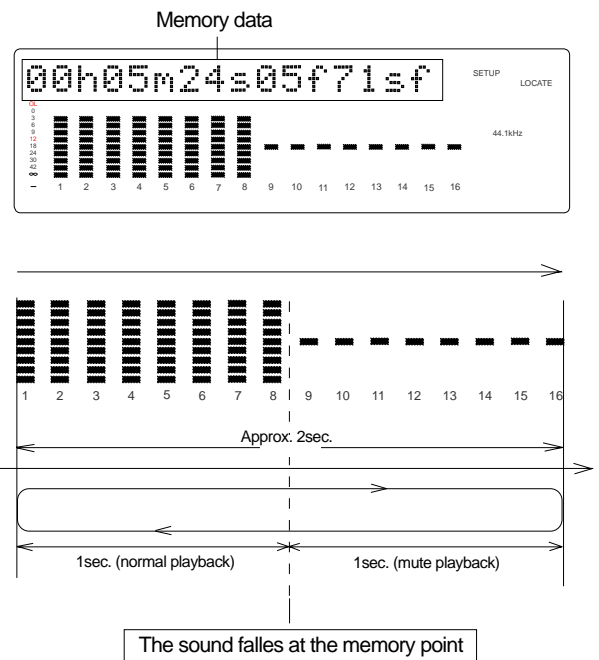 Memory data
00h05m24s05f71sf
SETUP
LOCATE
OL
0
3
6
9
12
18
24
30
42
∞
–
44.1kHz
1 2 3 4 5 6 7 8 9 10 11 12 13 14 15 16
1 2 3 4 5 6 7 8 9 10 11 12 13 14 15 16
Approx. 2sec.
1sec. (normal playback) 1sec. (mute playback)
The sound falles at the memory point